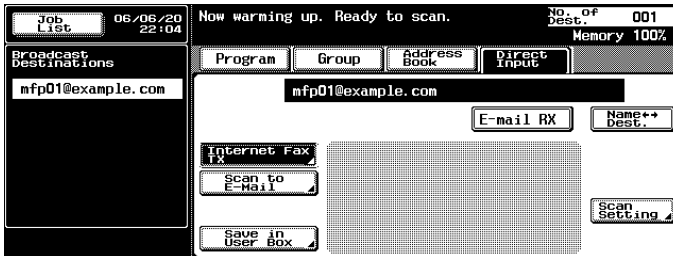 Job
List
06/06/20
22:04
Now warming up. Ready to scan.
No. of
Dest.
001
Memory 100%
Broadcast
Destinations
mfp01@example.com
Program
Group
Address
Book
Direct
Input
mfp01@example.com
E-mail RX
Name↔
Dest.
Internet Fax
TX
Scan to
E-Mail
Scan
Setting
Save in
User Box